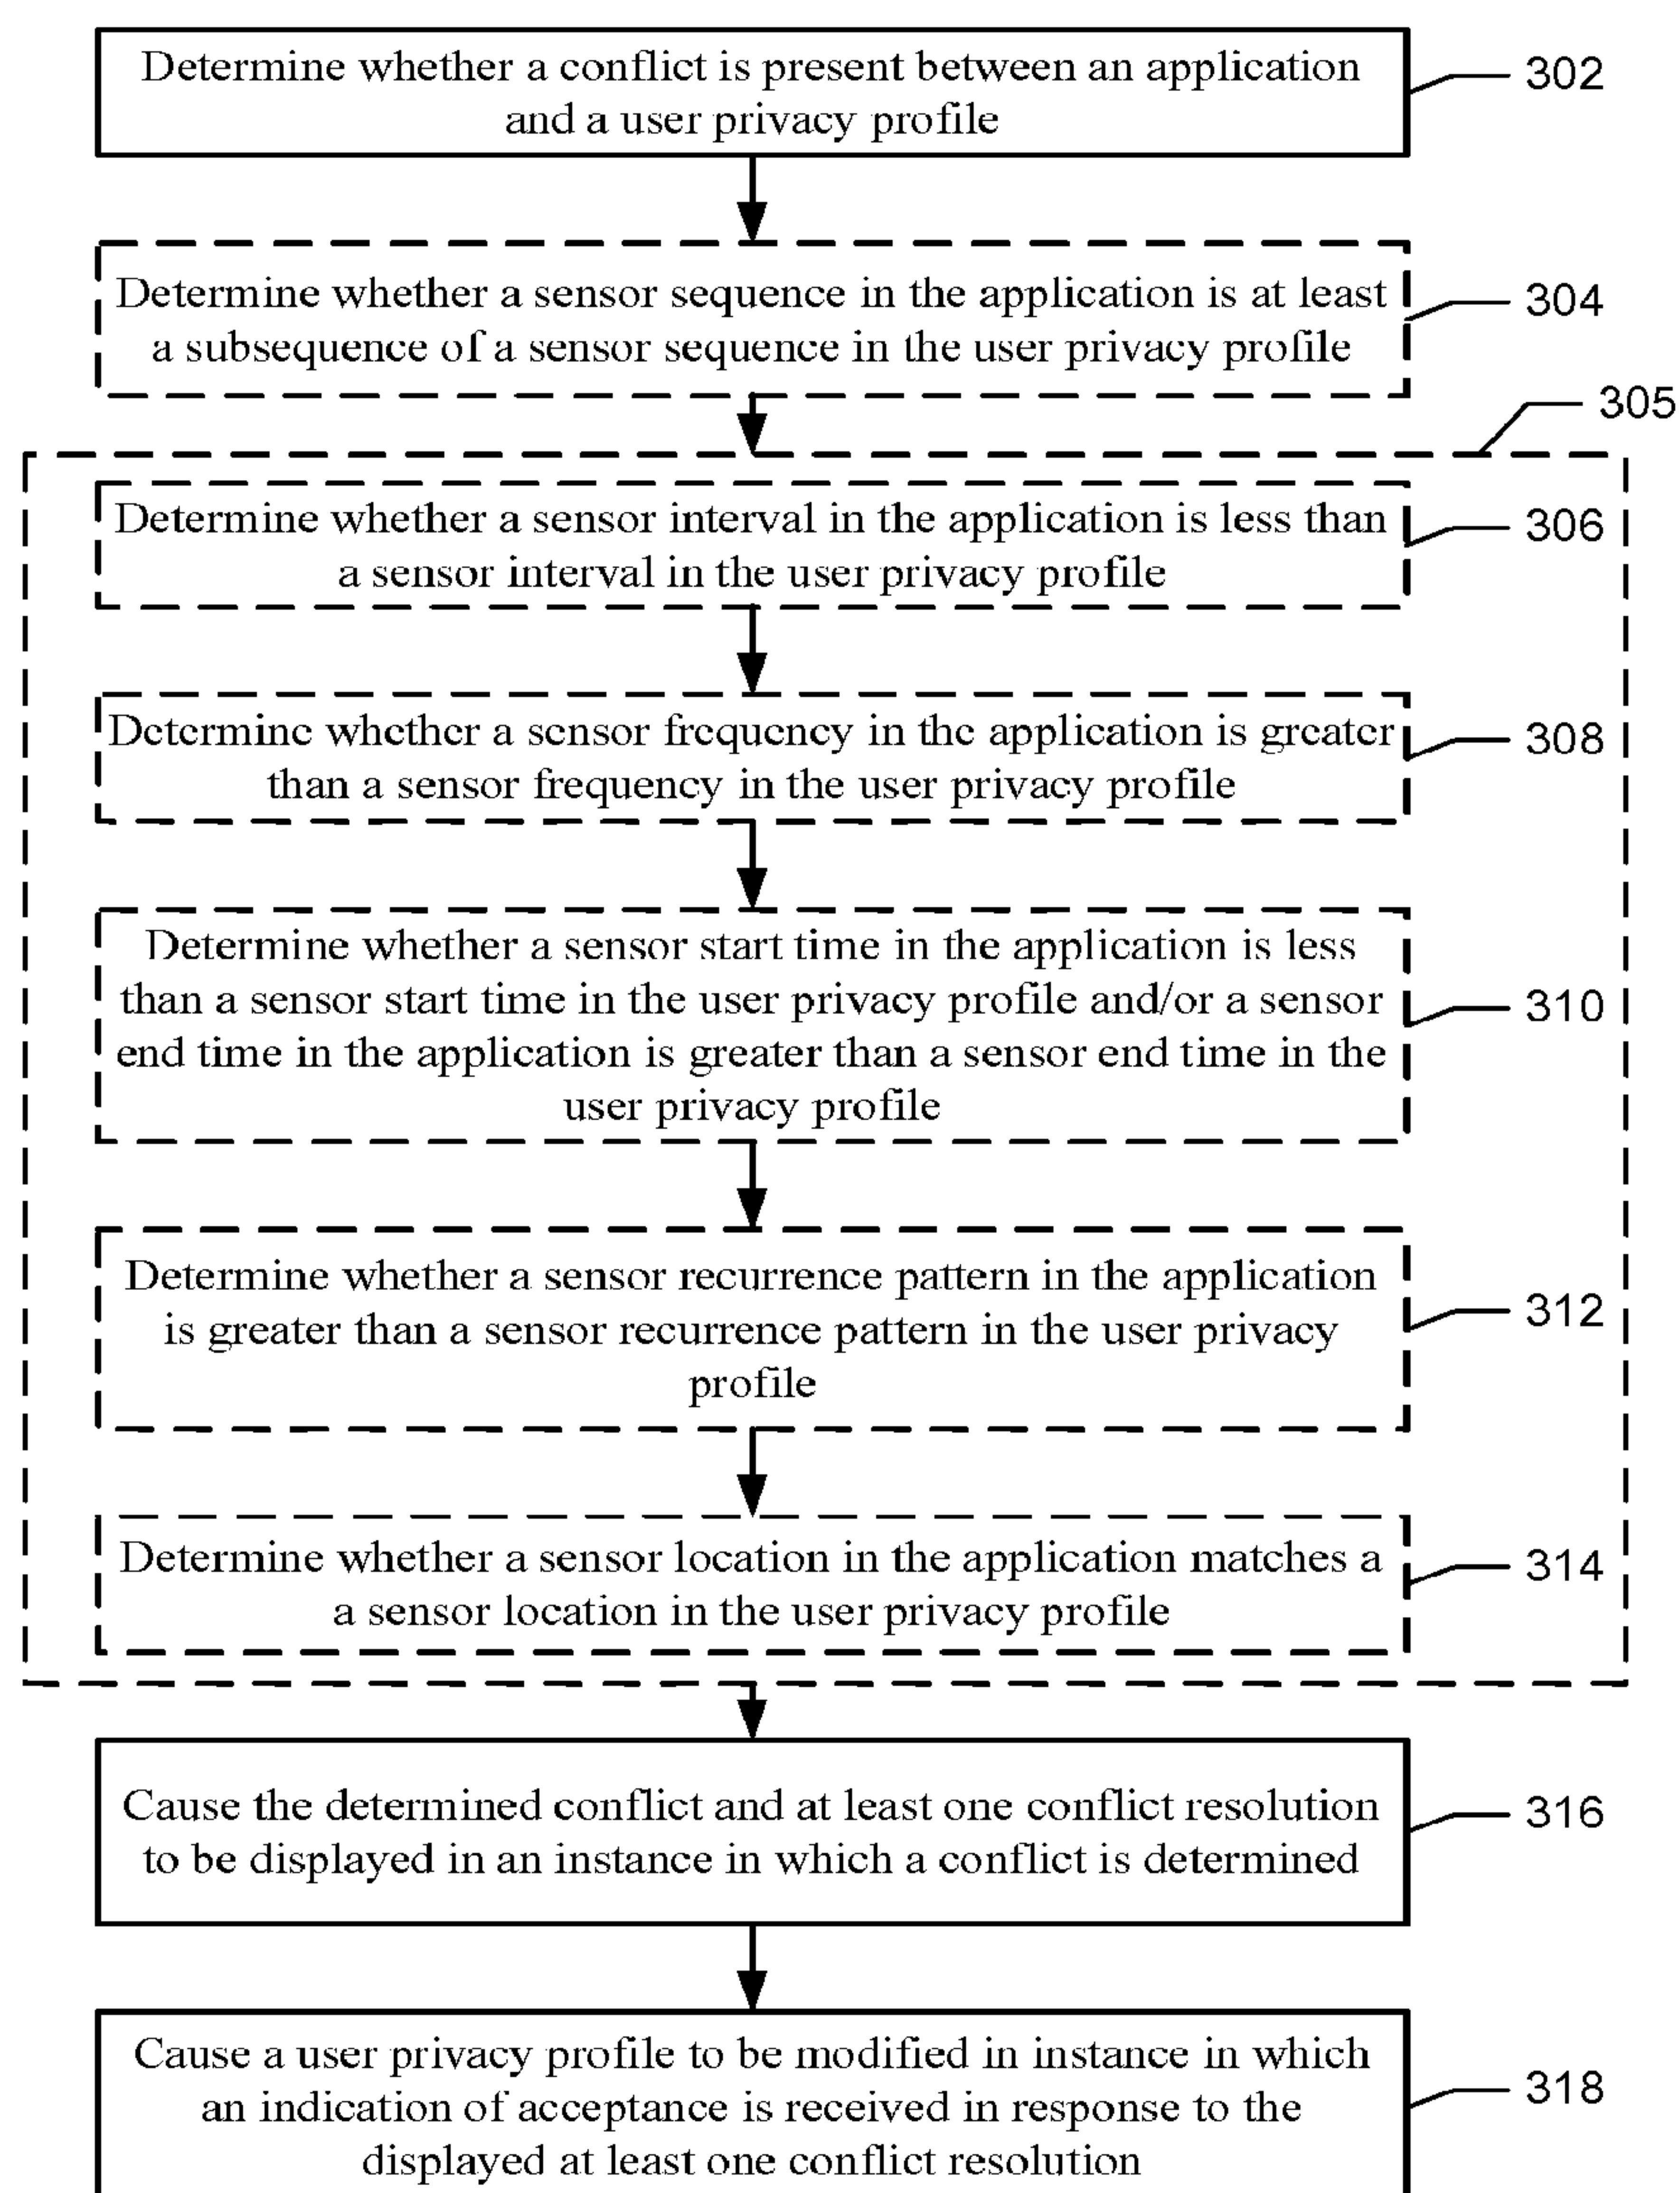 Determine whether a conflict is present between an application
and a user privacy profile
302
Determine whether a sensor sequence in the application is at least
a subsequence of a sensor sequence in the user privacy profile
304
305
Determine whether a sensor interval in the application is less than
a sensor interval in the user privacy profile
306
Determine whether a sensor frequency in the application is greater
than a sensor frequency in the user privacy profile
308
Determine whether a sensor start time in the application is less
than a sensor start time in the user privacy profile and/or a sensor
end time in the application is greater than a sensor end time in the
user privacy profile
310
Determine whether a sensor recurrence pattern in the application
is greater than a sensor recurrence pattern in the user privacy
profile
312
Determine whether a sensor location in the application matches a
a sensor location in the user privacy profile
314
Cause the determined conflict and at least one conflict resolution
to be displayed in an instance in which a conflict is determined
316
Cause a user privacy profile to be modified in instance in which
an indication of acceptance is received in response to the
displayed at least one conflict resolution
318